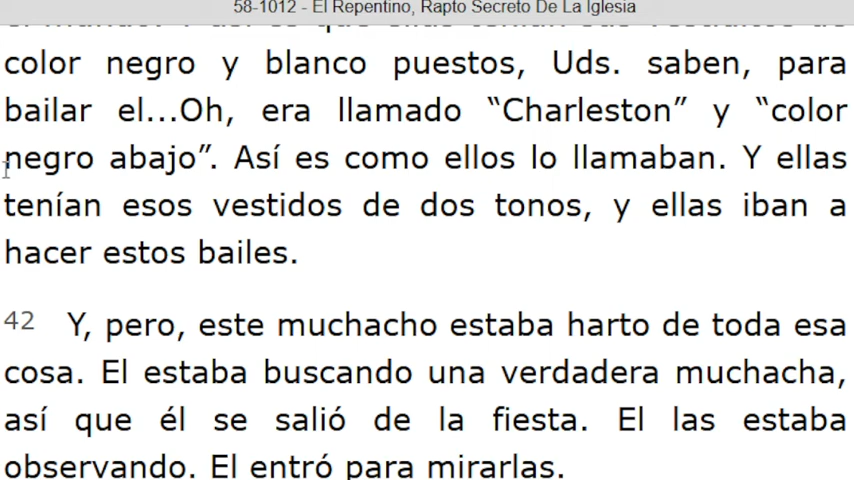 58-1012 - El Repentino, Rapto Secreto De La Iglesia
color negro y blanco puestos, Uds. saben, para
bailar el...Oh, era llamado “Charleston” y “color
negro abajo”. Así es como ellos lo llamaban. Y ellas
tenían esos vestidos de dos tonos, y ellas iban a
hacer estos bailes.
42 Y, pero, este muchacho estaba harto de toda esa
cosa. El estaba buscando una verdadera muchacha,
así que él se salió de la fiesta. El las estaba
observando. El entró para mirarlas.